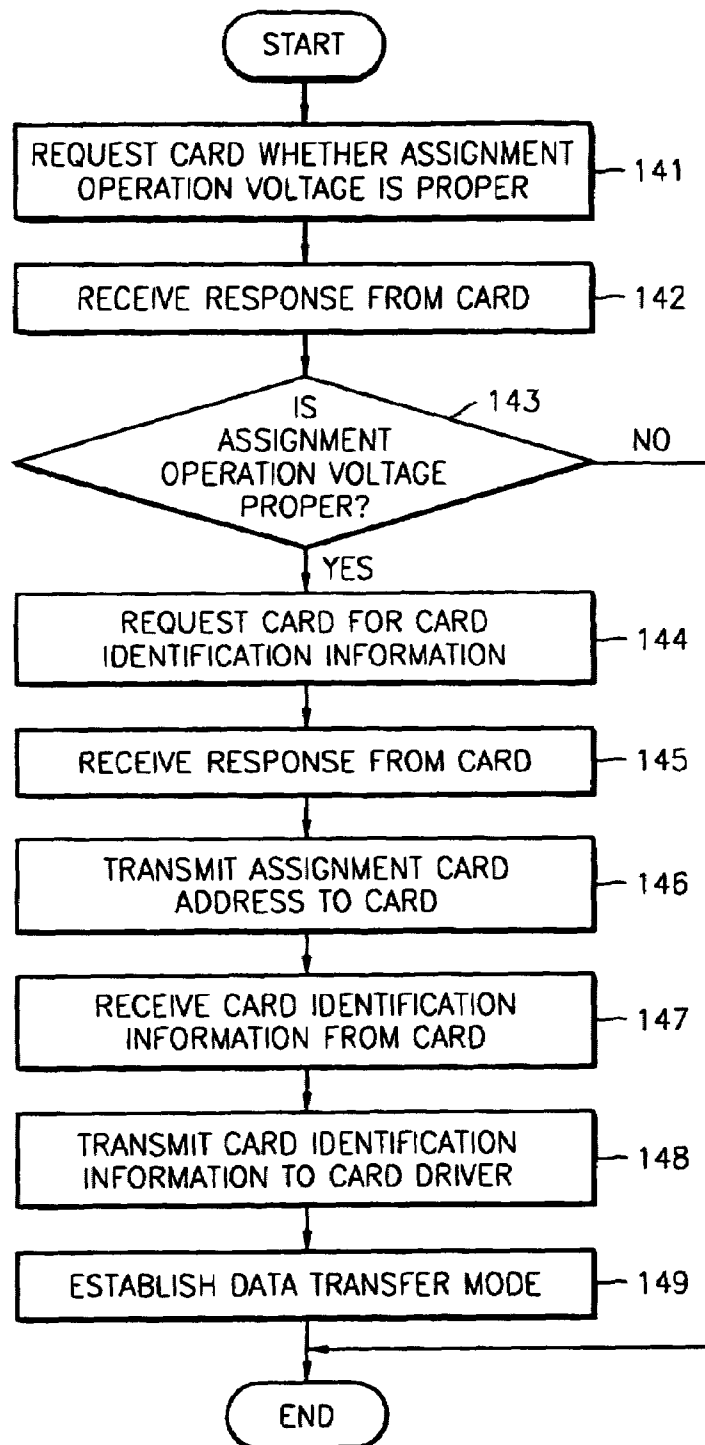 START
REQUEST CARD WHETHER ASSIGNMENT
OPERATION VOLTAGE IS PROPER
141
RECEIVE RESPONSE FROM CARD
142
143
IS
ASSIGNMENT
OPERATION VOLTAGE
PROPER?
NO
YES
REQUEST CARD FOR CARD
IDENTIFICATION INFORMATION
144
RECEIVE RESPONSE FROM CARD
145
TRANSMIT ASSIGNMENT CARD
ADDRESS TO CARD
146
RECEIVE CARD IDENTIFICATION
INFORMATION FROM CARD
147
TRANSMIT CARD IDENTIFICATION
INFORMATION TO CARD DRIVER
148
ESTABLISH DATA TRANSFER MODE
149
END